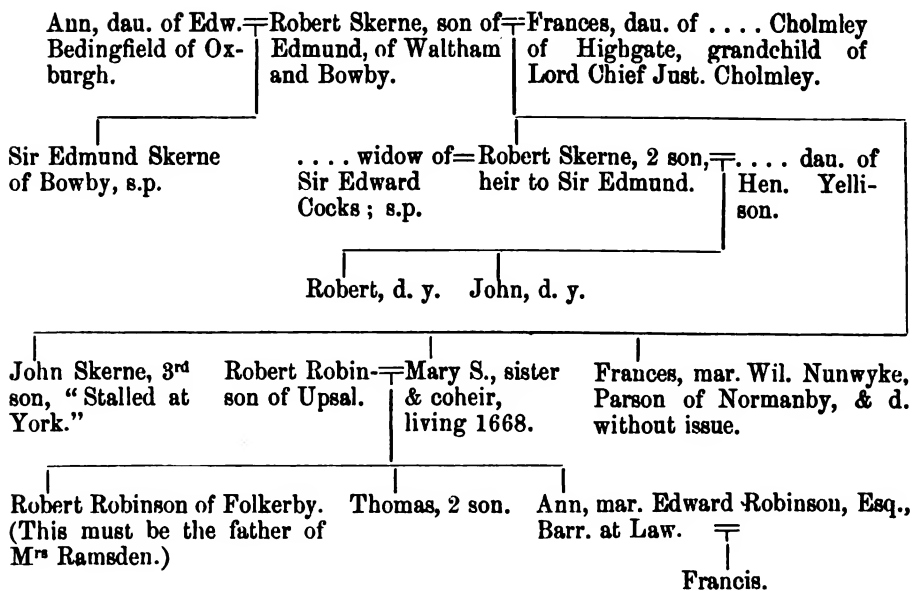 Ann, dau. of Edw.
Bedingfield of Ox-
burgh.
Robert Skerne, son of
Edmund, of Waltham
and Bowby.
Frances, dau. of .... Cholmley
of Highgate, grandchild of
Lord Chief Just. Cholmley.
Sir Edmund Skerne
of Bowby, s.p.
.... widow of
Sir Edward
Cocks; s.p.
Robert Skerne, 2 son,
heir to Sir Edmund.
.... dau. of
Hen. Yelli-
son.
Robert, d. y.
John, d. y.
John Skerne, 3rd
son, "Stalled at
York."
Robert Robin-
son of Upsal.
Mary S., sister
& coheir,
living 1668.
Frances, mar. Wil. Nunwyke,
Parson of Normanby, & d.
without issue.
Robert Robinson of Folkerby.
(This must be the father of
Mrs Ramsden.)
Thomas, 2 son.
Ann, mar. Edward Robinson, Esq.,
Barr. at Law.
Francis.